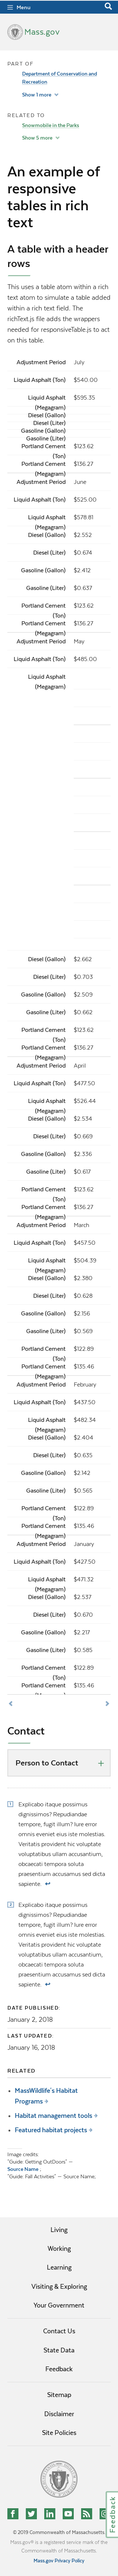 Menu
Mass.gov
PART OF
Department of Conservation and
Recreation
Show 1 more
RELATED TO
Snowmobile in the Parks
Show 5 more
An example of
responsive
tables in rich
text
A table with a header
rows
This uses a table atom within a rich
text atom to simulate a table added
within a rich text field. The
richText.js file adds the wrappers
needed for responsiveTable.js to act
on this table.
Adjustment Period July
Liquid Asphalt (Ton) $540.00
Liquid Asphalt $595.35
(Megagram)
Diesel (Gallon)
Diesel (Liter)
Gasoline (Gallon)
Gasoline (Liter)
Portland Cement $123.62
(Ton)
Portland Cement $136.27
(Megagram)
Adjustment Period June
Liquid Asphalt (Ton) $525.00
Liquid Asphalt $578.81
(Megagram)
Diesel (Gallon) $2.552
Diesel (Liter) $0.674
Gasoline (Gallon) $2.412
Gasoline (Liter) $0.637
Portland Cement $123.62
(Ton)
Portland Cement $136.27
(Megagram)
Adjustment Period May
Liquid Asphalt (Ton) $485.00
Liquid Asphalt
(Megagram)
Diesel (Gallon) $2.662
Diesel (Liter) $0.703
Gasoline (Gallon) $2.509
Gasoline (Liter) $0.662
Portland Cement $123.62
(Ton)
Portland Cement $136.27
(Megagram)
Adjustment Period April
Liquid Asphalt (Ton) $477.50
Liquid Asphalt $526.44
(Megagram)
Diesel (Gallon) $2.534
Diesel (Liter) $0.669
Gasoline (Gallon) $2.336
Gasoline (Liter) $0.617
Portland Cement $123.62
(Ton)
Portland Cement $136.27
(Megagram)
Adjustment Period March
Liquid Asphalt (Ton) $457.50
Liquid Asphalt $504.39
(Megagram)
Diesel (Gallon) $2.380
Diesel (Liter) $0.628
Gasoline (Gallon) $2.156
Gasoline (Liter) $0.569
Portland Cement $122.89
(Ton)
Portland Cement $135.46
(Megagram)
Adjustment Period February
Liquid Asphalt (Ton) $437.50
Liquid Asphalt $482.34
(Megagram)
Diesel (Gallon) $2.404
Diesel (Liter) $0.635
Gasoline (Gallon) $2.142
Gasoline (Liter) $0.565
Portland Cement $122.89
(Ton)
Portland Cement $135.46
(Megagram)
Adjustment Period January
Liquid Asphalt (Ton) $427.50
Liquid Asphalt $471.32
(Megagram)
Diesel (Gallon) $2.537
Diesel (Liter) $0.670
Gasoline (Gallon) $2.217
Gasoline (Liter) $0.585
Portland Cement $122.89
(Ton)
Portland Cement $135.46
Contact
Person to Contact
1 Explicabo itaque possimus
dignissimos? Repudiandae
tempore, fugit illum? Iure enim
omnis morbi eius iste molestias.
Veritatis provident hic voluptate
veniam ullam accusantium,
obcaecati dolorem ipsa soluta
praesentium accusamus sed dicta
sapiente. ↩
Explicabo itaque possimus
dignissimos? Repudiandae
tempore, fugit illum? Iure enim
omnis morbi eius iste molestias.
Veritatis provident hic voluptate
veniam ullam accusantium,
obcaecati dolorem ipsa soluta
praesentium accusamus sed dicta
sapiente. ↩
DATE PUBLISHED:
January 2, 2018
LAST UPDATED:
January 16, 2018
RELATED
MassWildlife's Habitat
Programs
Habitat management tools
Featured habitat projects
Image credits:
"Guide: Getting OutDoors" —
Source Name ,
"Guide: Fall Activities" — Source Name,
Living
Working
Learning
Visiting & Exploring
Your Government
Contact Us
State Data
Feedback
Sitemap
Disclaimer
Site Policies
Feedback
© 2019 Commonwealth of Massachusetts.
Mass.gov® is a registered service mark of the
Commonwealth of Massachusetts.
Mass.gov Privacy Policy